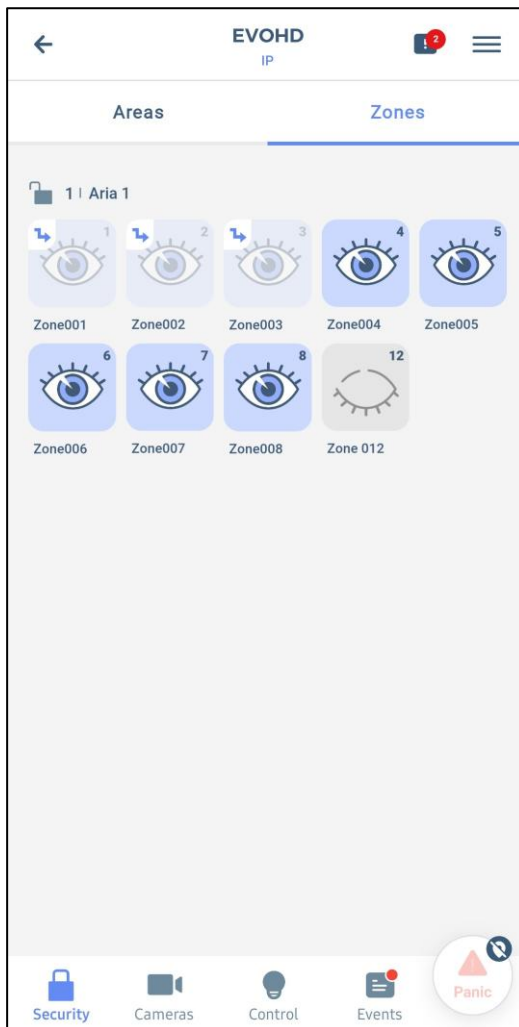 EVOHD
! 2
IP
Areas Zones
1 | Aria 1
1 2 3 4 5
Zone001 Zone002 Zone003 Zone004 Zone005
6 7 8 12
Zone006 Zone007 Zone008 Zone 012
Panic
Security Cameras Control Events